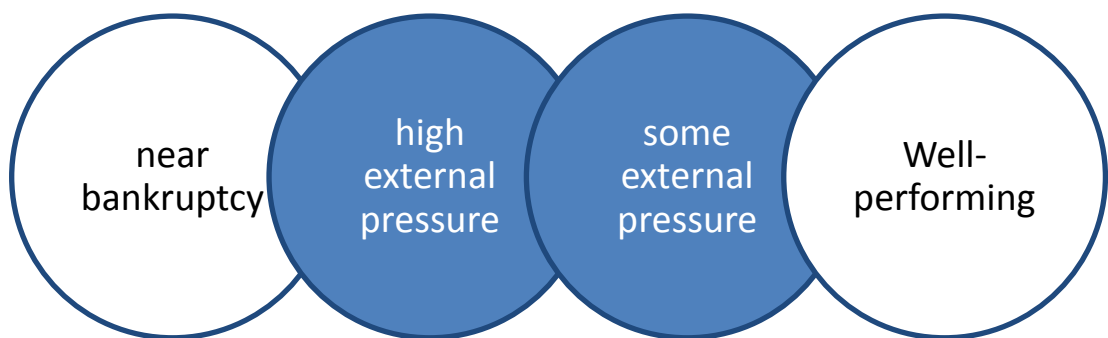 near
bankruptcy
high
external
pressure
some
external
pressure
Well-
performing